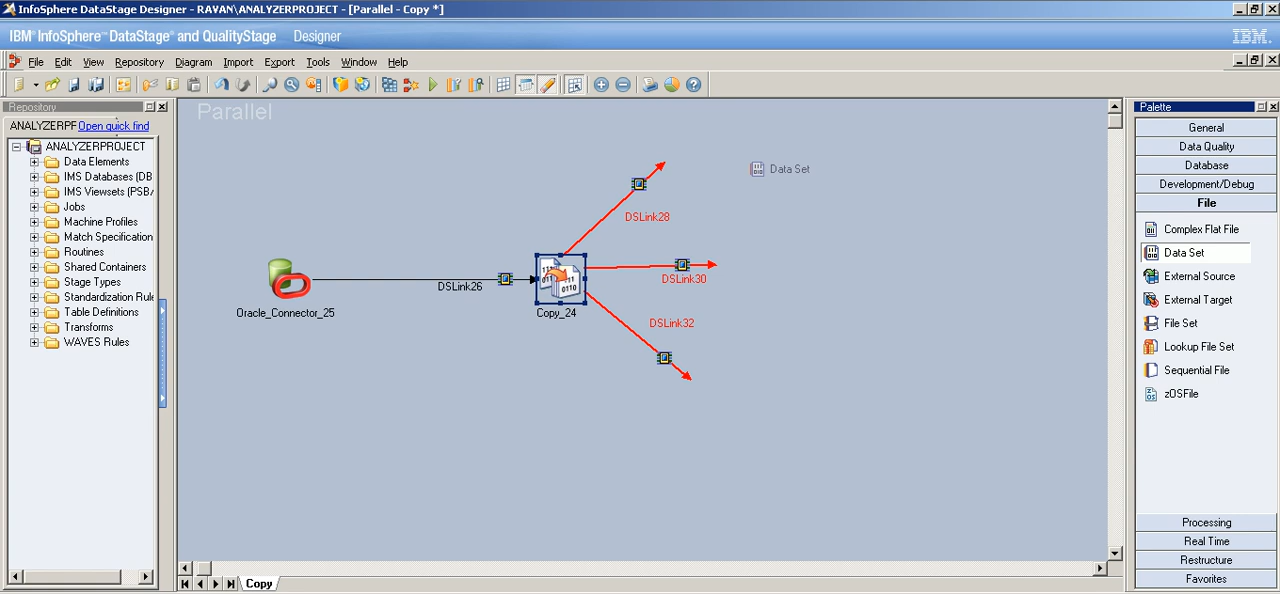 InfoSphere DataStage Designer - RAVAN\ANALYZERPROJECT - [Parallel - Copy *]
IBM® InfoSphere™ DataStage® and QualityStage Designer
IBM.
File Edit View Repository Diagram Import Export Tools Window Help
Repository
ANALYZERPF Open quick find
ANALYZERPROJECT
Data Elements
IMS Databases (DB
IMS Viewsets (PSB/
Jobs
Machine Profiles
Match Specification
Routines
Shared Containers
Stage Types
Standardization Rule
Table Definitions
Transforms
WAVES Rules
Parallel
Data Set
DSLink28
DSLink30
DSLink26
Oracle_Connector_25
Copy_24
DSLink32
Copy
Palette
General
Data Quality
Database
Development/Debug
File
Complex Flat File
Data Set
External Source
External Target
File Set
Lookup File Set
Sequential File
zOSFile
Processing
Real Time
Restructure
Favorites